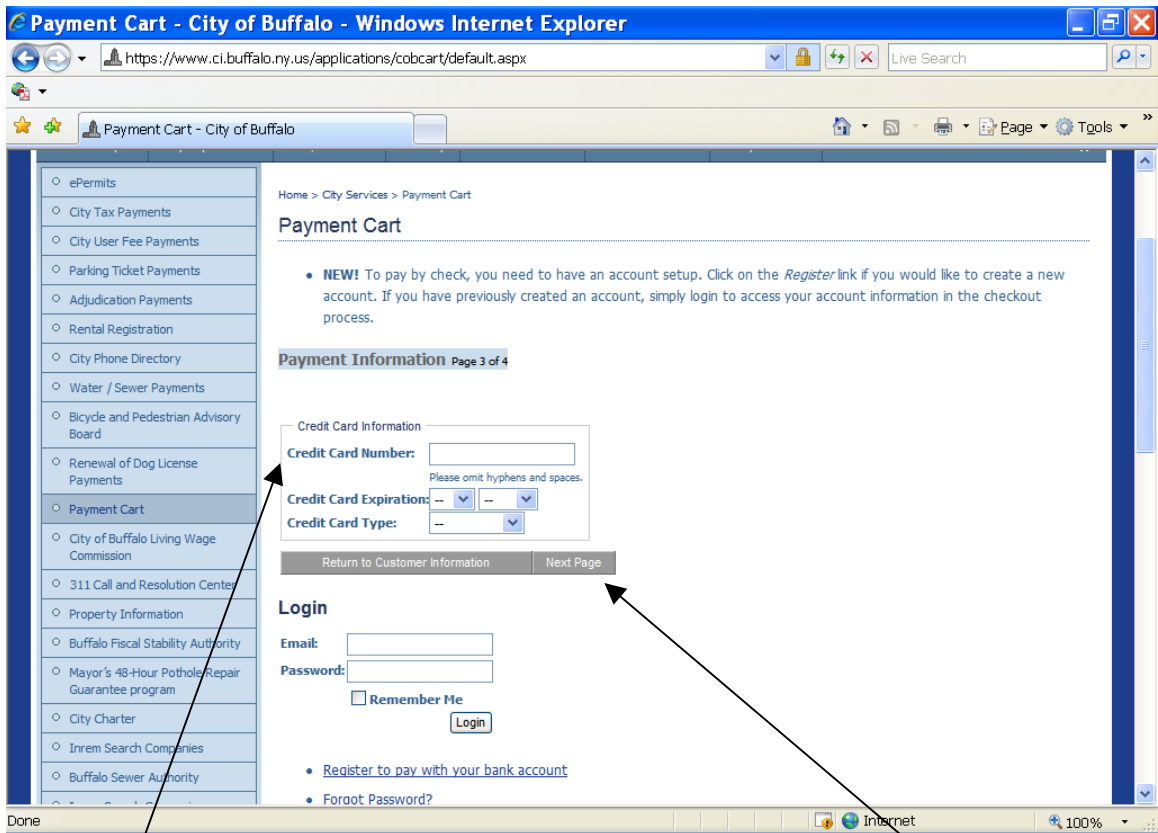 Payment Cart - City of Buffalo - Windows Internet Explorer
https://www.ci.buffalo.ny.us/applications/cobcart/default.aspx
Live Search
Payment Cart - City of Buffalo
Page
Tools
»
ePermits
City Tax Payments
City User Fee Payments
Parking Ticket Payments
Adjudication Payments
Rental Registration
City Phone Directory
Water / Sewer Payments
Bicycle and Pedestrian Advisory
Board
Renewal of Dog License
Payments
Payment Cart
City of Buffalo Living Wage
Commission
311 Call and Resolution Center
Property Information
Buffalo Fiscal Stability Authority
Mayor's 48-Hour Pothole Repair
Guarantee program
City Charter
Inrem Search Companies
Buffalo Sewer Authority
Home > City Services > Payment Cart
Payment Cart
• NEW! To pay by check, you need to have an account setup. Click on the Register link if you would like to create a new
account. If you have previously created an account, simply login to access your account information in the checkout
process.
Payment Information Page 3 of 4
Credit Card Information
Credit Card Number:
Please omit hyphens and spaces.
Credit Card Expiration: -- --
Credit Card Type: --
Return to Customer Information Next Page
Login
Email:
Password:
Remember Me
Login
• Register to pay with your bank account
• Forgot Password?
Done
Internet
100%